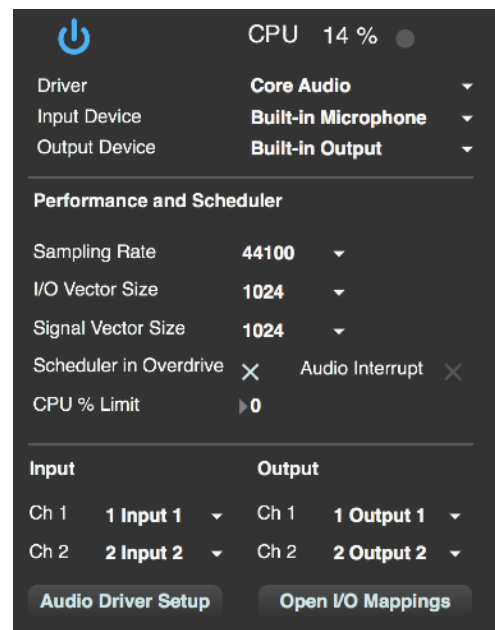 CPU 14 %
Driver Core Audio
Input Device Built-in Microphone
Output Device Built-in Output
Performance and Scheduler
Sampling Rate 44100
I/O Vector Size 1024
Signal Vector Size 1024
Scheduler in Overdrive Audio Interrupt
CPU % Limit 0
Input Output
Ch 1 1 Input 1 Ch 1 1 Output 1
Ch 2 2 Input 2 Ch 2 2 Output 2
Audio Driver Setup Open I/O Mappings